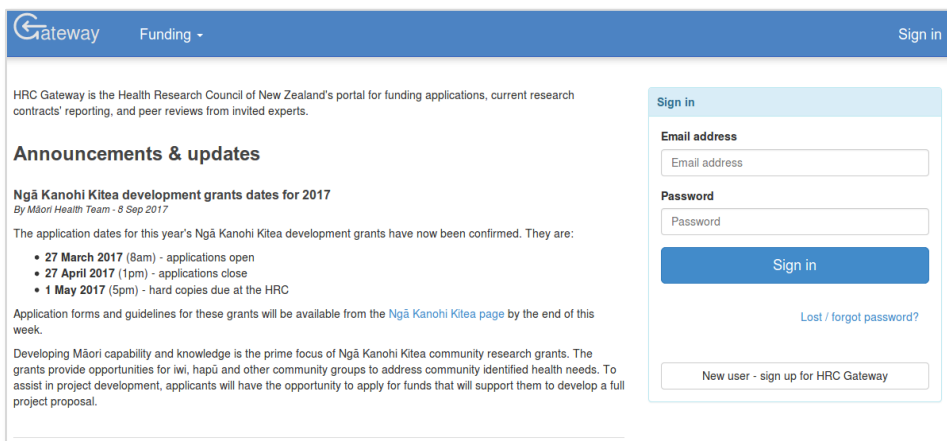 Gateway
Funding
Sign in
HRC Gateway is the Health Research Council of New Zealand's portal for funding applications, current research
contracts' reporting, and peer reviews from invited experts.
Announcements & updates
Ngā Kanohi Kitea development grants dates for 2017
By Māori Health Team - 8 Sep 2017
The application dates for this year's Ngā Kanohi Kitea development grants have now been confirmed. They are:
• 27 March 2017 (8am) - applications open
• 27 April 2017 (1pm) - applications close
• 1 May 2017 (5pm) - hard copies due at the HRC
Application forms and guidelines for these grants will be available from the Ngā Kanohi Kitea page by the end of this
week.
Developing Māori capability and knowledge is the prime focus of Ngā Kanohi Kitea community research grants. The
grants provide opportunities for iwi, hapū and other community groups to address community identified health needs. To
assist in project development, applicants will have the opportunity to apply for funds that will support them to develop a full
project proposal.
Sign in
Email address
Email address
Password
Password
Sign in
Lost / forgot password?
New user - sign up for HRC Gateway